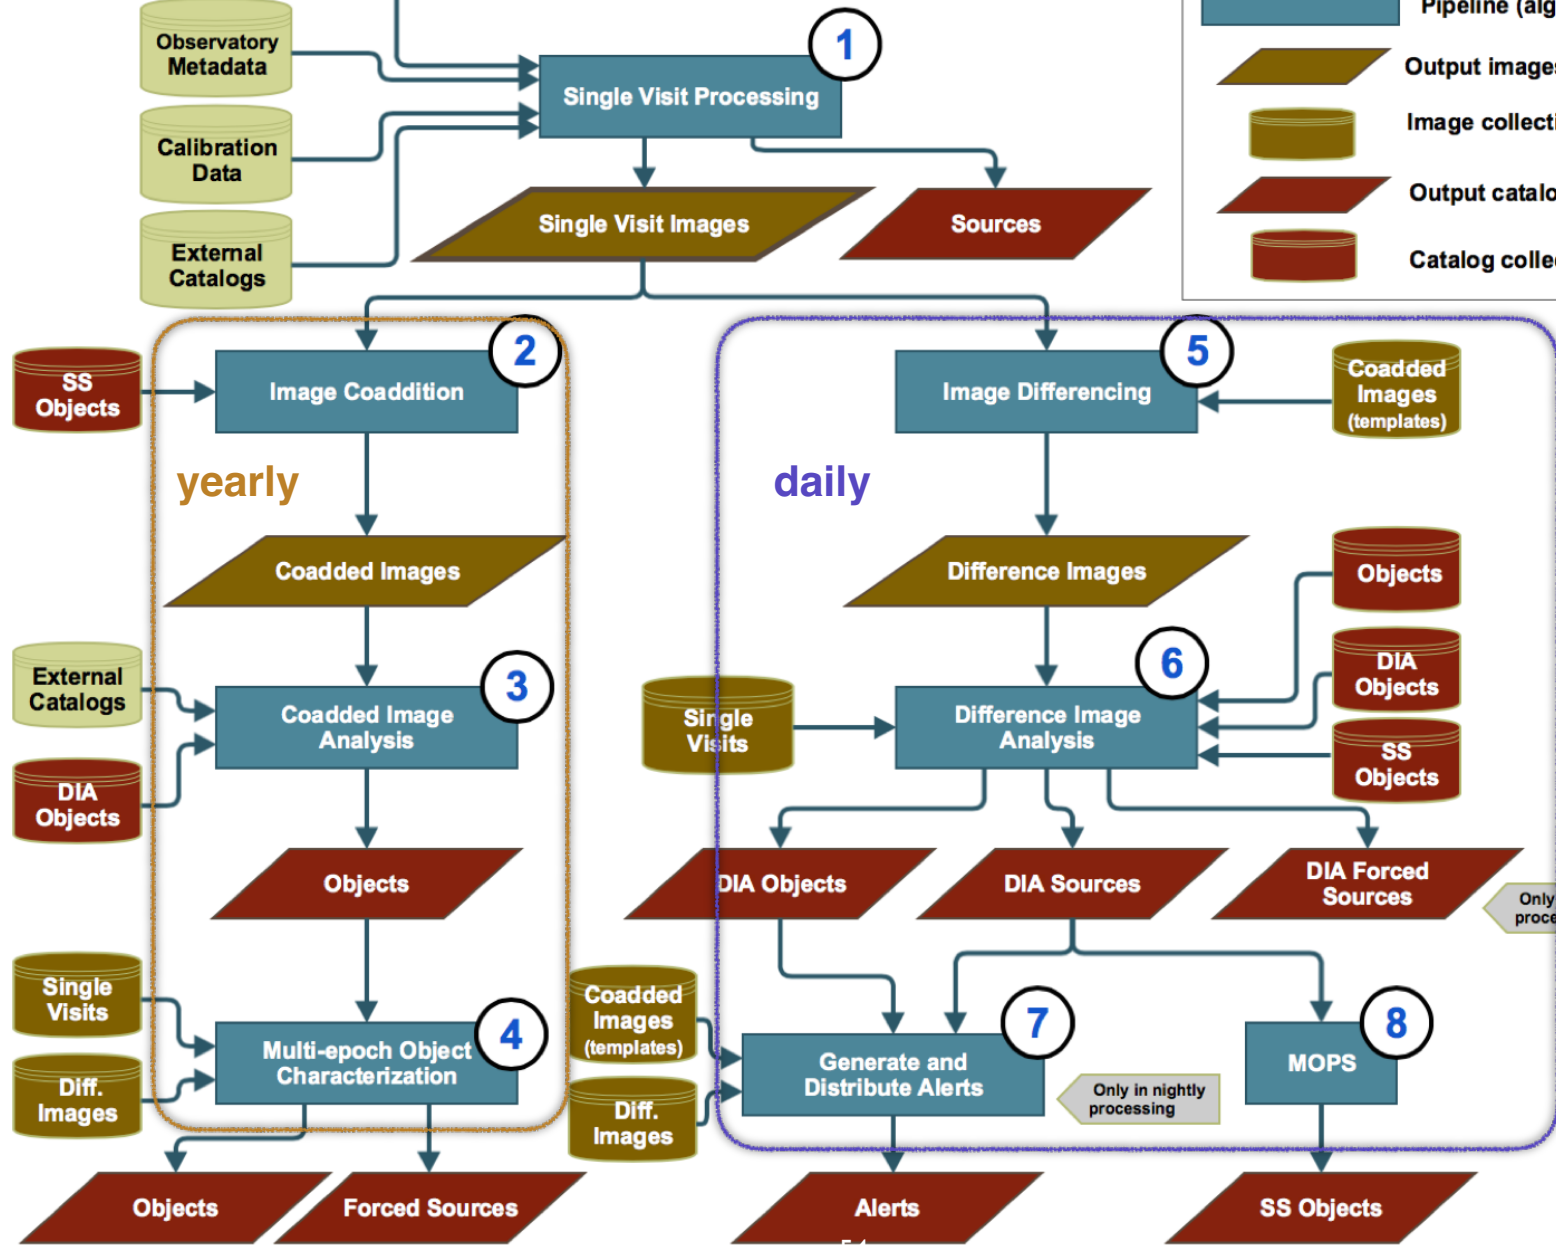 Observatory
Metadata
1
Single Visit Processing
Pipeline (alg
Output images
Image collecti
Output catalo
Catalog collec
Calibration
Data
External
Catalogs
Single Visit Images
Sources
SS
Objects
2
Image Coaddition
5
Image Differencing
Coadded
Images
(templates)
yearly
daily
Coadded Images
Difference Images
Objects
DIA
Objects
SS
Objects
External
Catalogs
DIA
Objects
3
Coadded Image
Analysis
Single
Visits
6
Difference Image
Analysis
Objects
DIA Objects
DIA Sources
DIA Forced
Sources
Only
proce
Single
Visits
Diff.
Images
4
Multi-epoch Object
Characterization
Coadded
Images
(templates)
Diff.
Images
7
Generate and
Distribute Alerts
Only in nightly
processing
8
MOPS
Objects
Forced Sources
Alerts
SS Objects